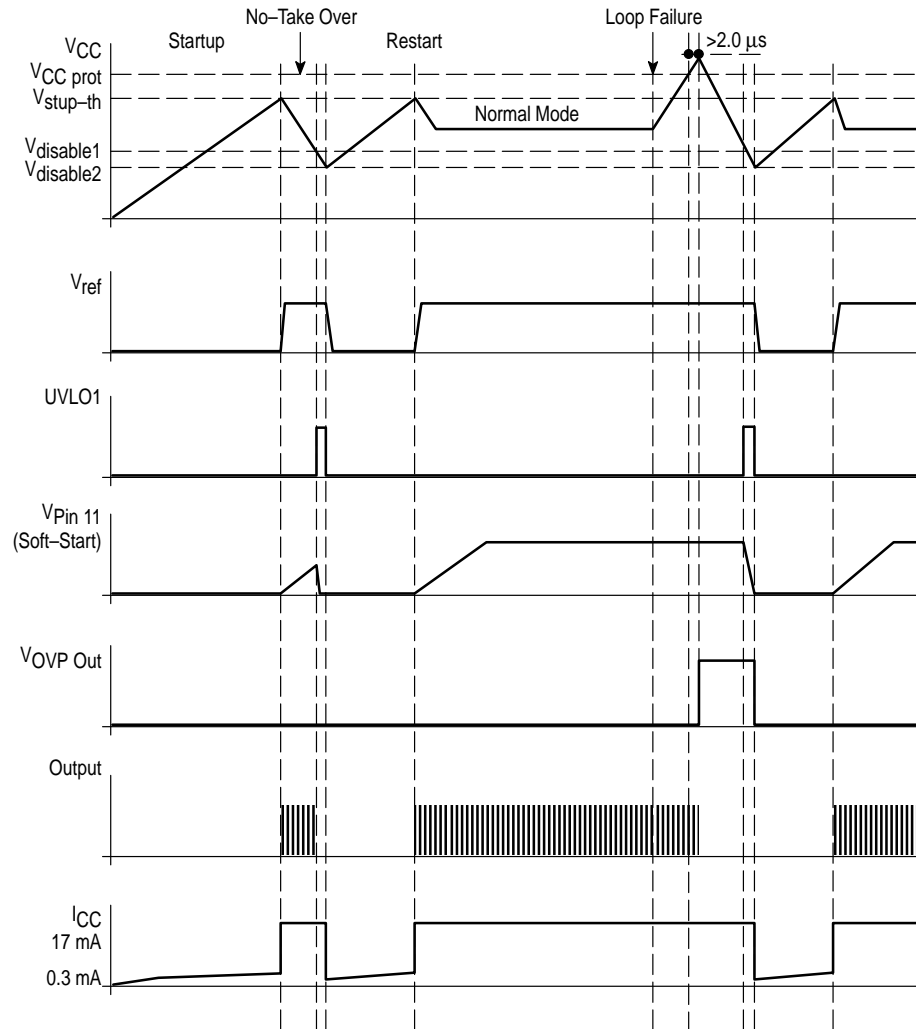 No–Take Over
Loop Failure
Startup
Restart
>2.0 µs
VCC
VCC prot
Vstup–th
Normal Mode
Vdisable1
Vdisable2
Vref
UVLO1
VPin 11
(Soft–Start)
VOVP Out
Output
ICC
17 mA
0.3 mA